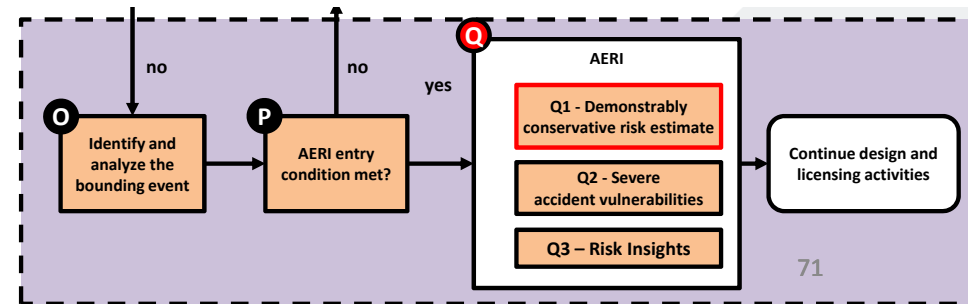 no
no
yes
O
Identify and
analyze the
bounding event
P
AERI entry
condition met?
Q
AERI
Q1 - Demonstrably
conservative risk estimate
Q2 - Severe
accident vulnerabilities
Q3 – Risk Insights
Continue design and
licensing activities
71